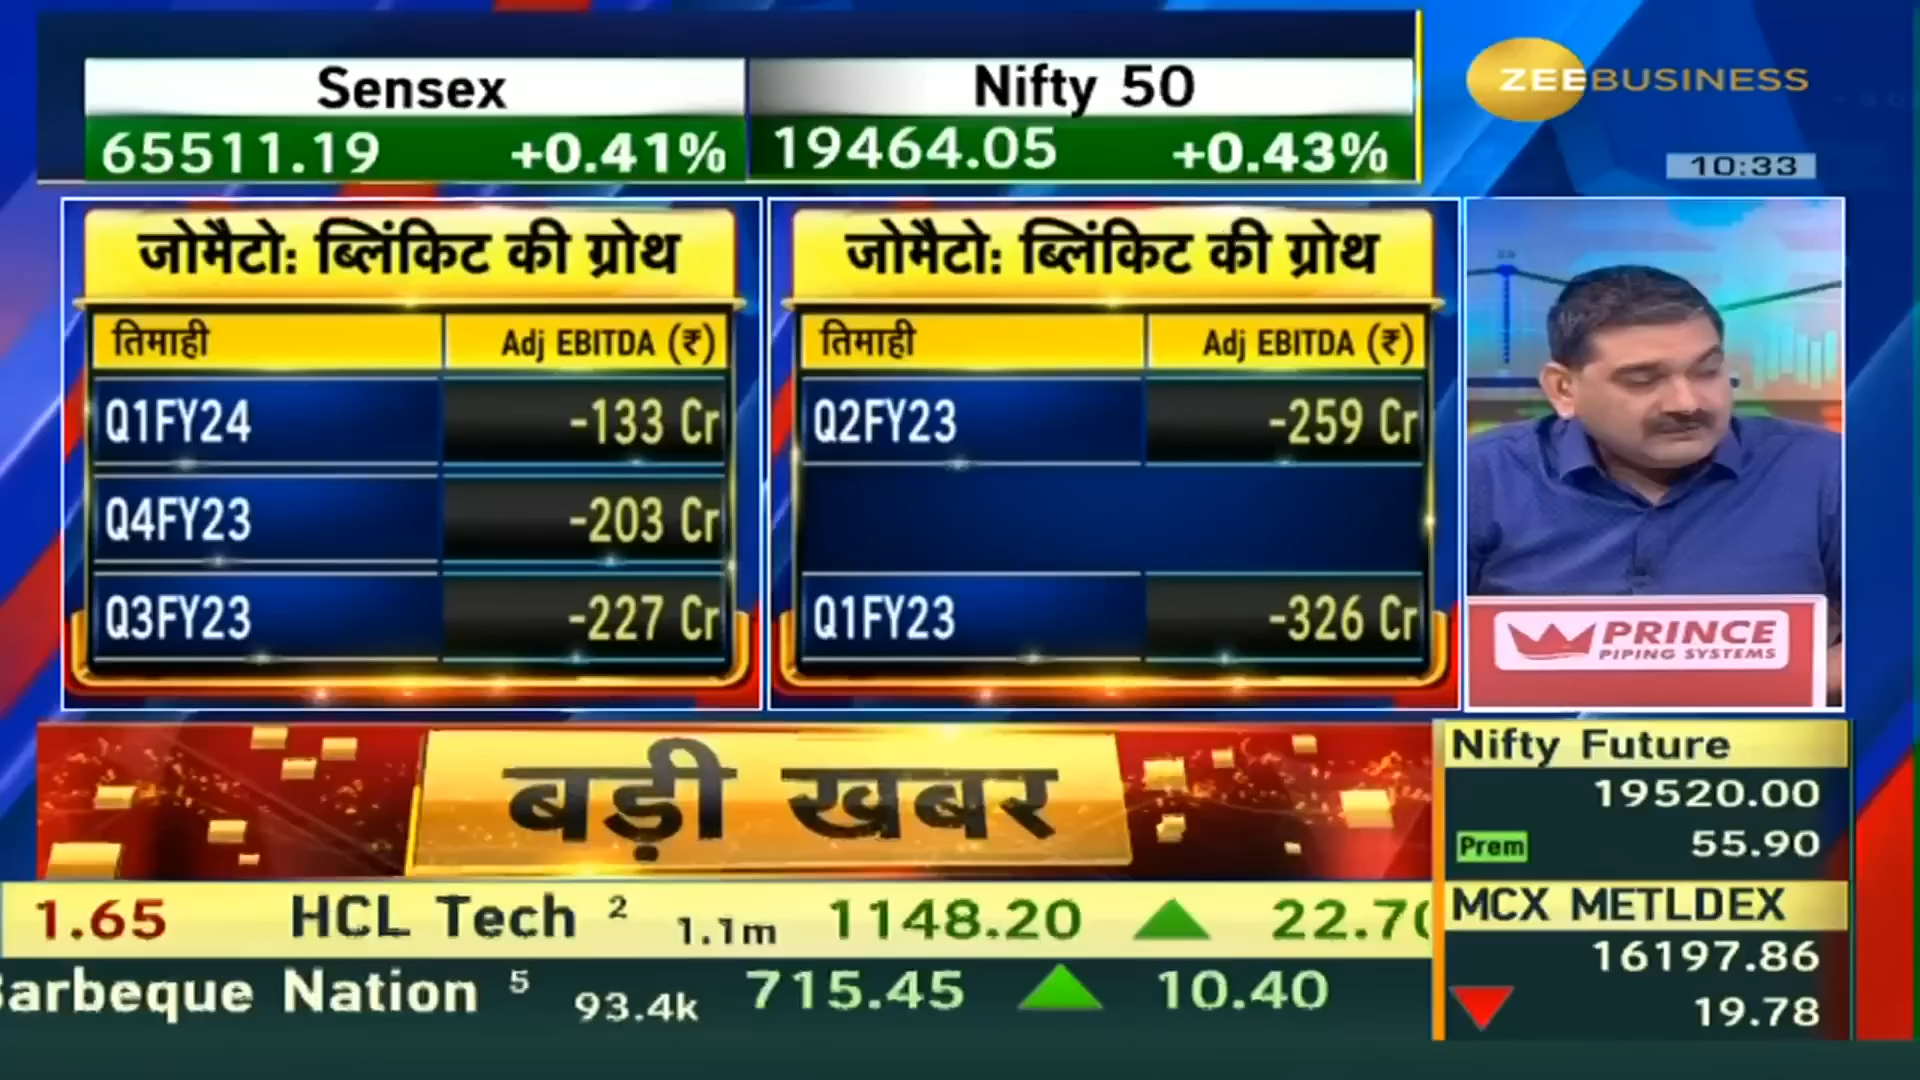 Sensex
65511.19 +0.41%
Nifty 50
19464.05 +0.43%
ZEEBUSINESS
10:33
जोमैटो: ब्लिंकिट की ग्रोथ
तिमाही Adj EBITDA (₹)
Q1FY24 -133 Cr
Q4FY23 -203 Cr
Q3FY23 -227 Cr
जोमैटो: ब्लिंकिट की ग्रोथ
तिमाही Adj EBITDA (₹)
Q2FY23 -259 Cr
Q1FY23 -326 Cr
PRINCE
PIPING SYSTEMS
बड़ी खबर
Nifty Future
19520.00
Prem 55.90
MCX METLDEX
16197.86
19.78
1.65 HCL Tech 2 1.1m 1148.20 ▲ 22.70
arbeque Nation 5 93.4k 715.45 ▲ 10.40